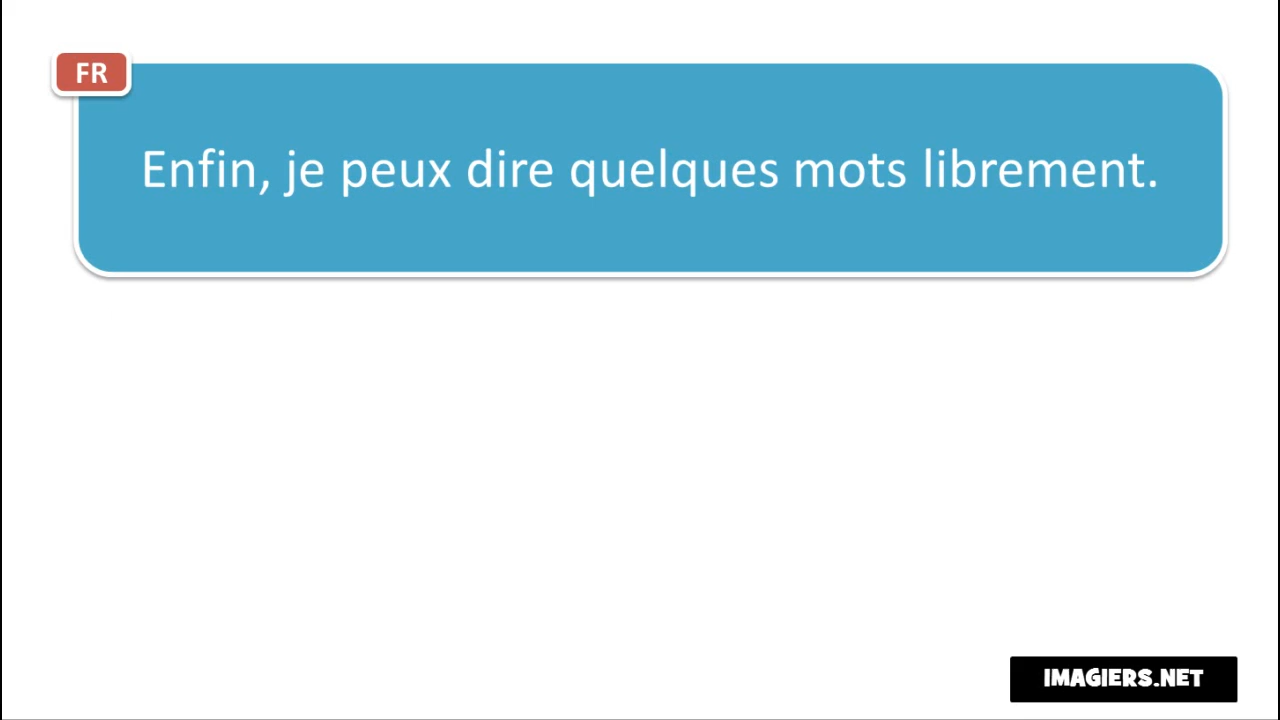 FR
Enfin, je peux dire quelques mots librement.
IMAGIERS.NET